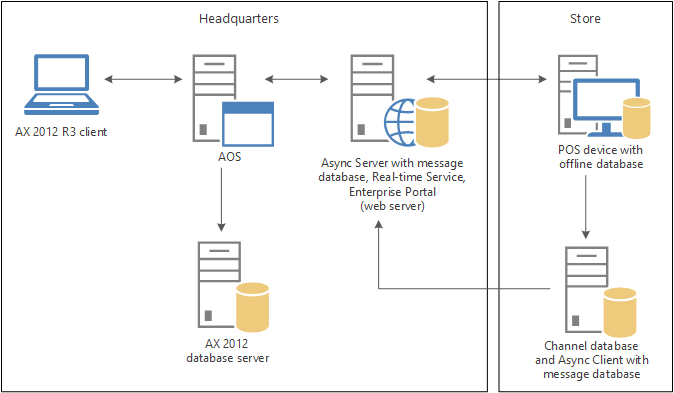 Headquarters
Store
AX 2012 R3 client
AOS
Async Server with message
database, Real-time Service,
Enterprise Portal
(web server)
POS device with
offline database
AX 2012
database server
Channel database
and Async Client with
message database